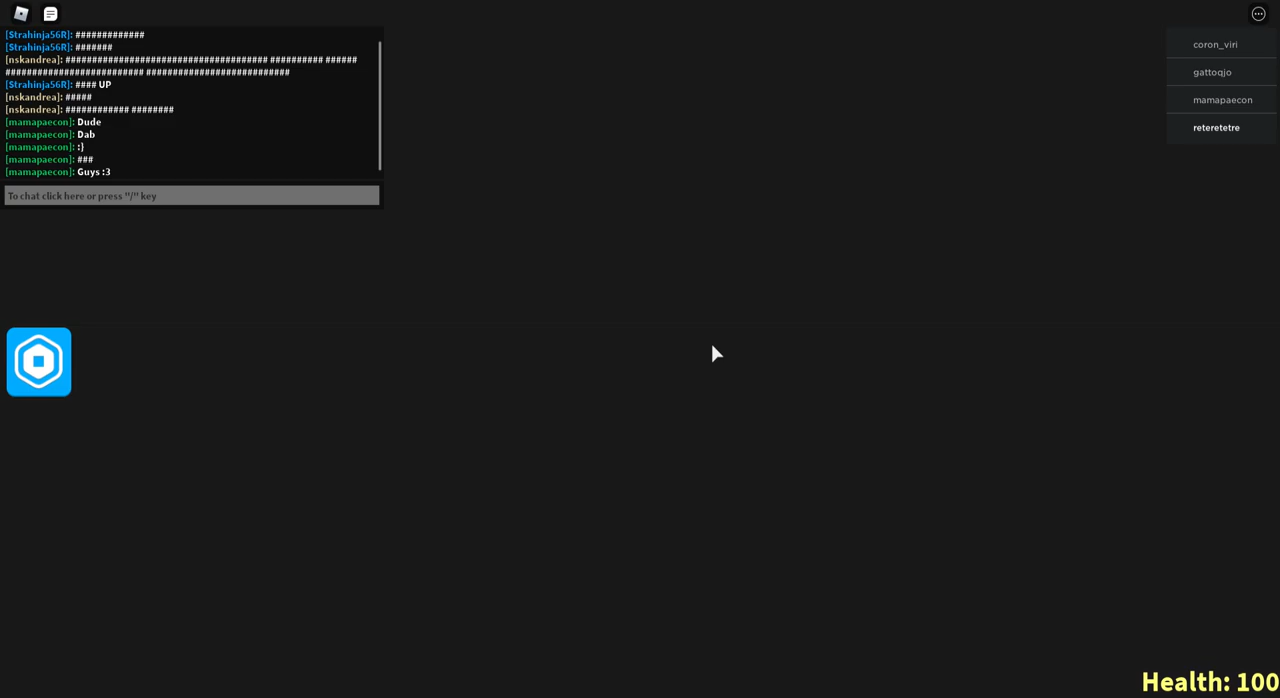 [Strahinja56R]: #############
[Strahinja56R]: #######
[nskandrea]: ###################################### ########## ######
########################## ###########################
[Strahinja56R]: #### UP
[nskandrea]: #####
[nskandrea]: ############ ########
[mamapaecon]: Dude
[mamapaecon]: Dab
[mamapaecon]: :}
[mamapaecon]: ###
[mamapaecon]: Guys :3
To chat click here or press "/" key
coron_viri
gattoqjo
mamapaecon
reteretetre
Health: 100